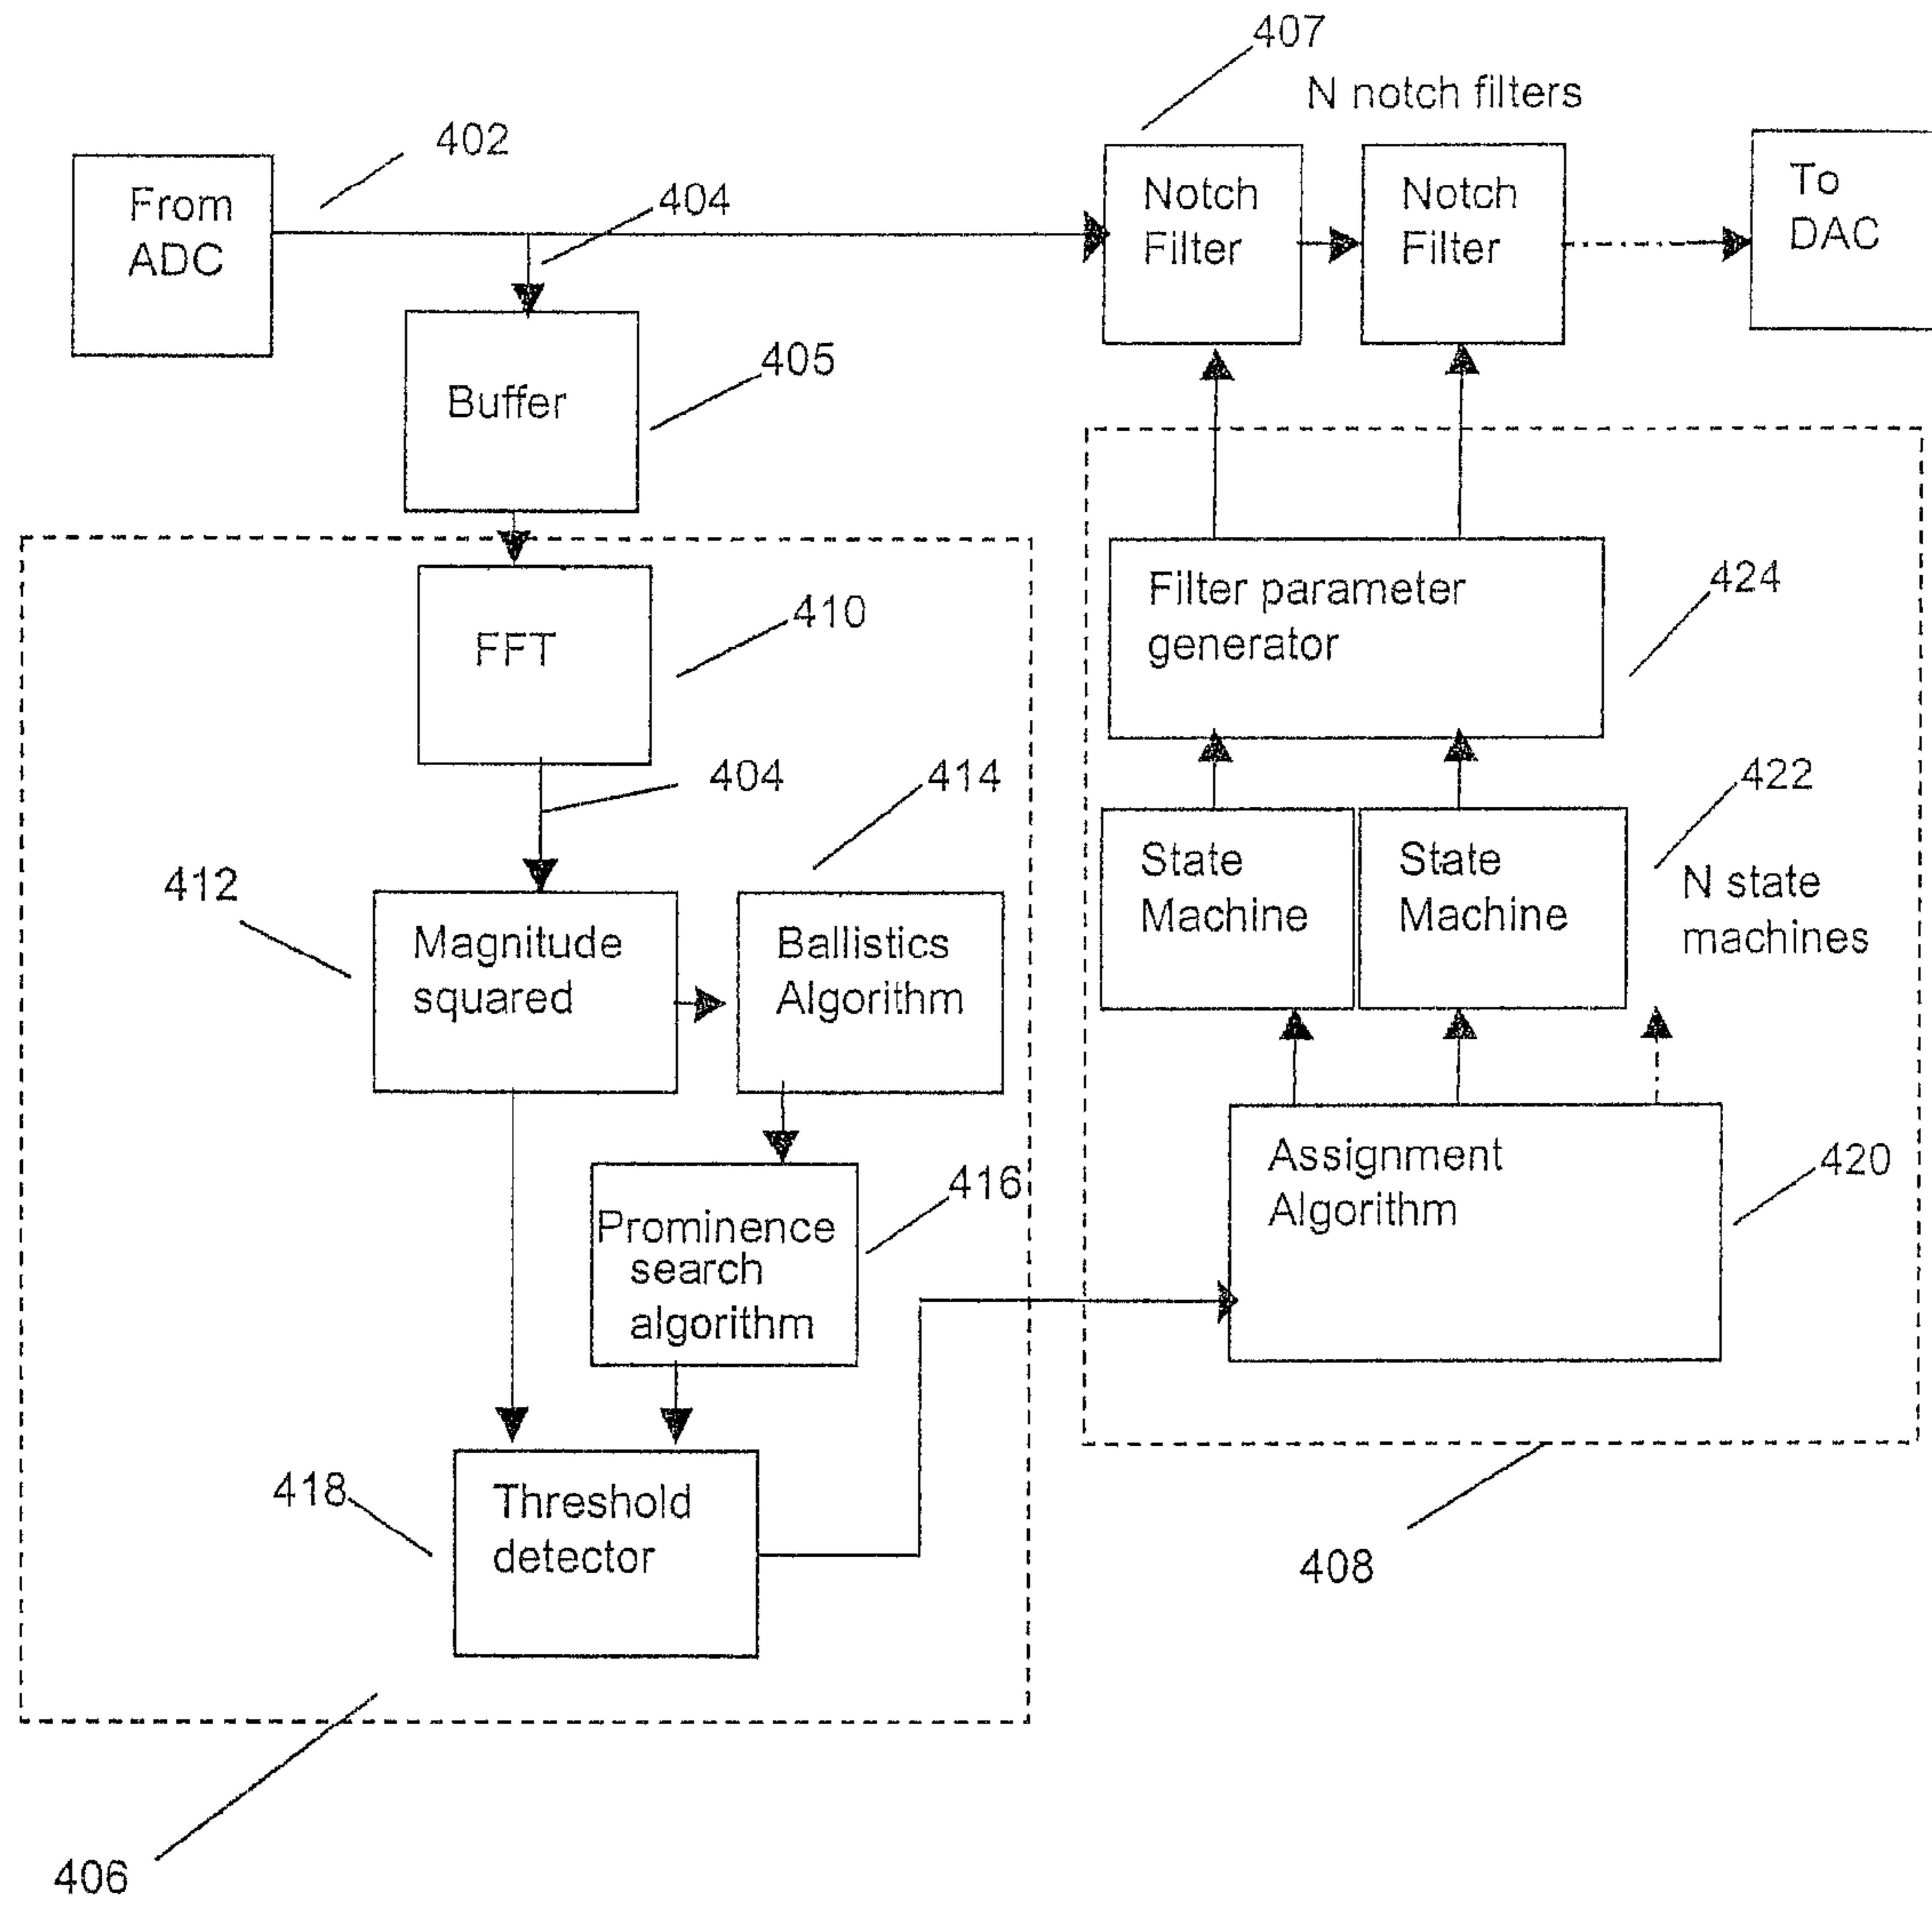 407
N notch filters
402
From
ADC
404
Notch
Filter
Notch
Filter
To
DAC
Buffer
405
FFT
410
Filter parameter
generator
424
404
414
422
412
Magnitude
squared
Ballistics
Algorithm
State
Machine
State
Machine
N state
machines
Prominence
search
algorithm
416
Assignment
Algorithm
420
418
Threshold
detector
408
406